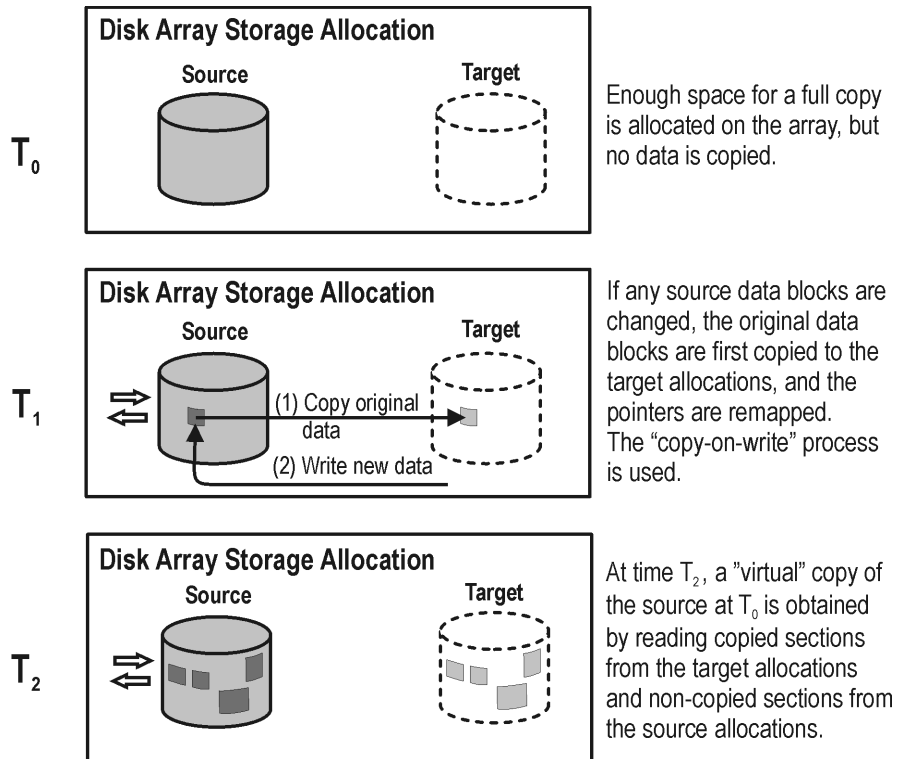 Disk Array Storage Allocation
Source
Target
T0
Enough space for a full copy
is allocated on the array, but
no data is copied.
Disk Array Storage Allocation
Source
Target
T1
(1) Copy original
data
(2) Write new data
If any source data blocks are
changed, the original data
blocks are first copied to the
target allocations, and the
pointers are remapped.
The “copy-on-write” process
is used.
Disk Array Storage Allocation
Source
Target
T2
At time T2, a ”virtual” copy of
the source at T0 is obtained
by reading copied sections
from the target allocations
and non-copied sections from
the source allocations.